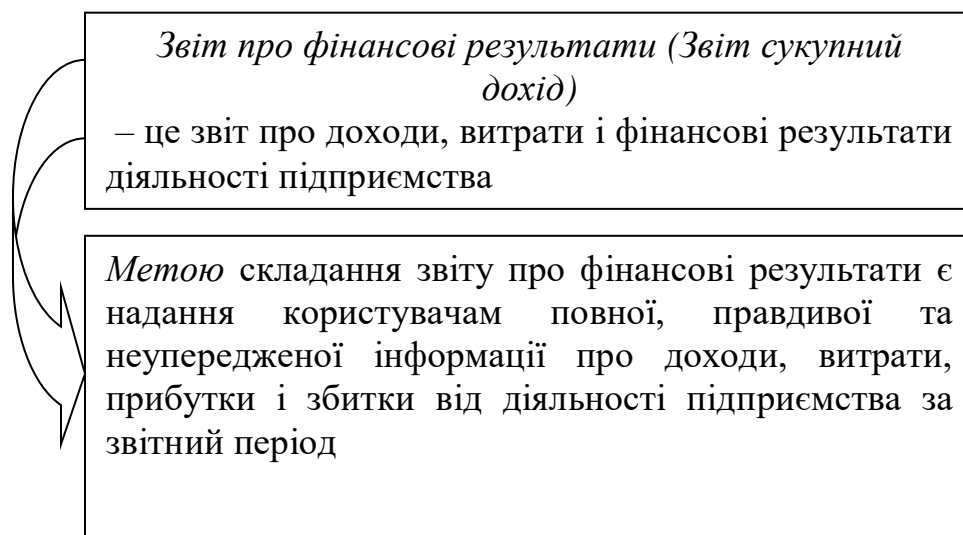 Звіт про фінансові результати (Звіт сукупний
дохід)
– це звіт про доходи, витрати і фінансові результати
діяльності підприємства
Метою складання звіту про фінансові результати є
надання користувачам повної, правдивої та
неупередженої інформації про доходи, витрати,
прибутки і збитки від діяльності підприємства за
звітний період